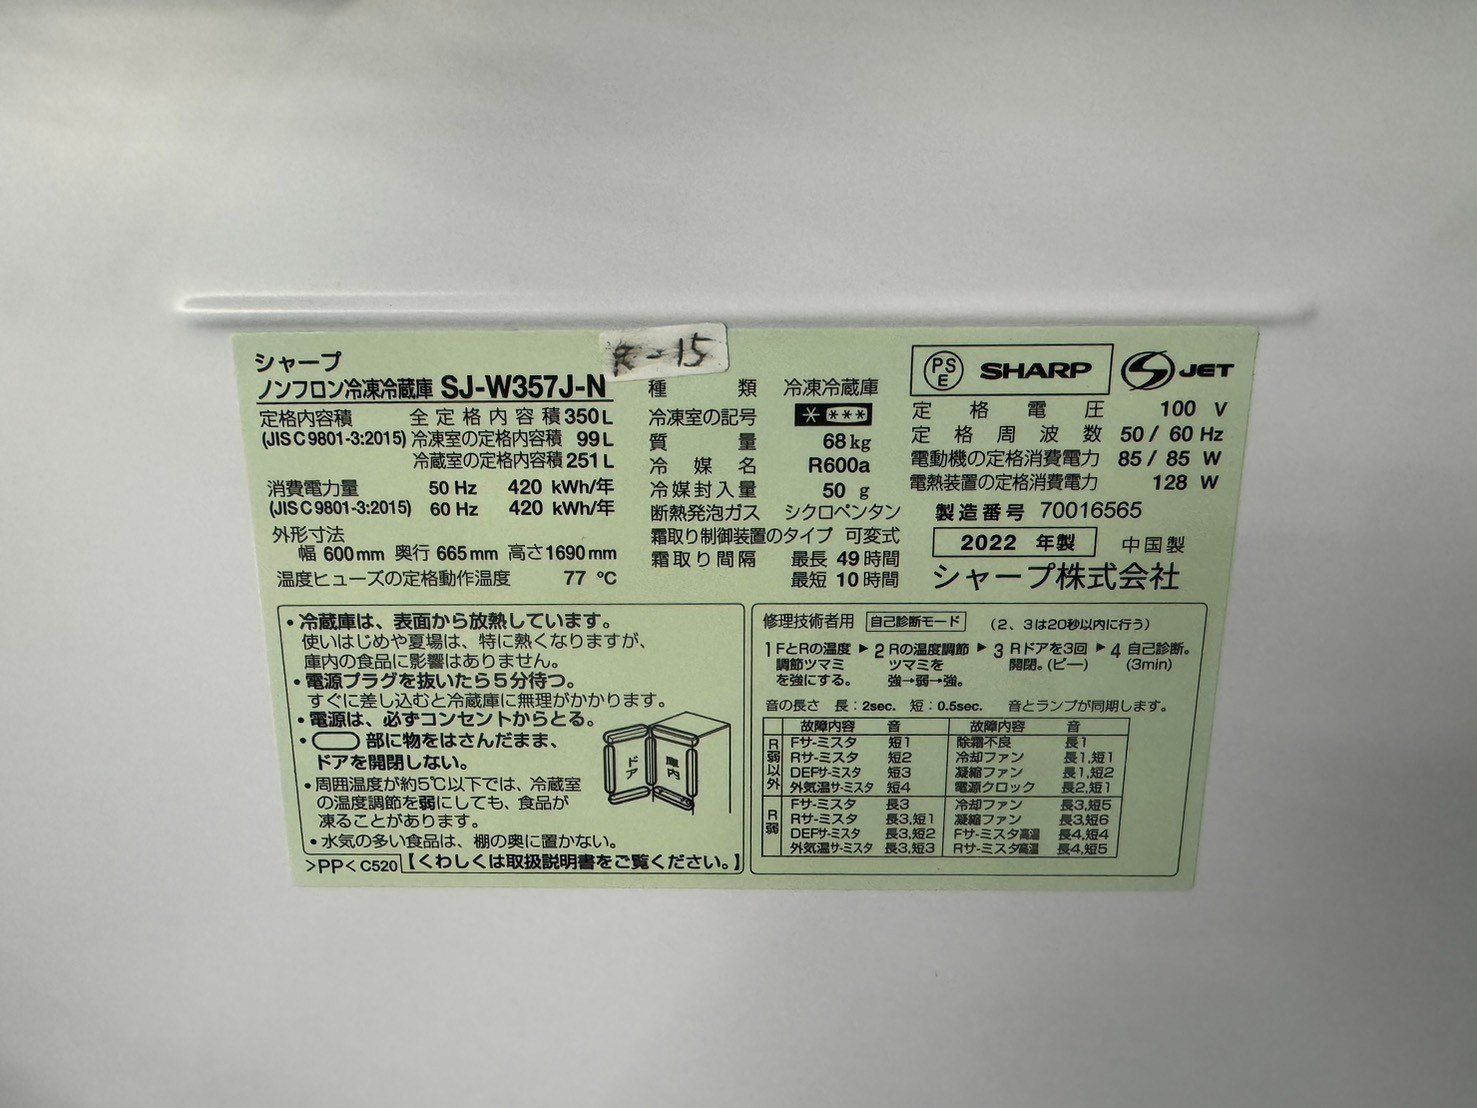 シャープ
ノンフロン冷凍冷蔵庫 SJ-W357J-N
-15
定格内容積 全定格内容積 350L
(JIS C 9801-3:2015) 冷凍室の定格内容積 99L
冷蔵室の定格内容積 251L
消費電力量 50 Hz 420 kWh/年
(JIS C 9801-3:2015) 60 Hz 420 kWh/年
外形寸法
幅 600mm 奥行 665mm 高さ1690mm
温度ヒューズの定格動作温度 77 ℃
種類 冷凍冷蔵庫
冷凍室の記号 * ***
質量 68kg
冷媒名 R600a
冷媒封入量 50 g
断熱発泡ガス シクロペンタン
霜取り制御装置のタイプ 可変式
霜取り間隔 最長 49時間
最短 10時間
PSE SHARP S JET
定格電圧 100 V
定格周波数 50/ 60 Hz
電動機の定格消費電力 85/ 85 W
電熱装置の定格消費電力 128 W
製造番号 70016565
2022 年製 中国製
シャープ株式会社
・冷蔵庫は、表面から放熱しています。
使いはじめや夏場は、特に熱くなりますが、
庫内の食品に影響はありません。
・電源プラグを抜いたら5分待つ。
すぐに差し込むと冷蔵庫に無理がかかります。
・電源は、必ずコンセントからとる。
・部に物をはさんだまま、
ドアを開閉しない。
・周囲温度が約5℃以下では、冷蔵室
の温度調節を弱にしても、食品が
凍ることがあります。
・水気の多い食品は、棚の奥に置かない。
>PP< C520 【くわしくは取扱説明書をご覧ください。】
ドア 庫内
修理技術者用 自己診断モード (2、3は20秒以内に行う)
1 FとRの温度 ▶ 2 Rの温度調節 ▶ 3 Rドアを3回 ▶ 4 自己診断。
調節ツマミ ツマミを 開閉。(ピー) (3min)
を強にする。 強→弱→強。
音の長さ 長：2sec. 短：0.5sec. 音とランプが同期します。
故障内容 音 故障内容 音
R弱以外 Fサ-ミスタ 短1 除霜不良 長1
Rサ-ミスタ 短2 冷却ファン 長1,短1
DEFサ-ミスタ 短3 凝縮ファン 長1,短2
外気温サ-ミスタ 短4 電源クロック 長2,短1
R弱 Fサ-ミスタ 長3 冷却ファン 長3,短5
Rサ-ミスタ 長3,短1 凝縮ファン 長3,短6
DEFサ-ミスタ 長3,短2 Fサ-ミスタ高温 長4,短4
外気温サ-ミスタ 長3,短3 Rサ-ミスタ高温 長4,短5